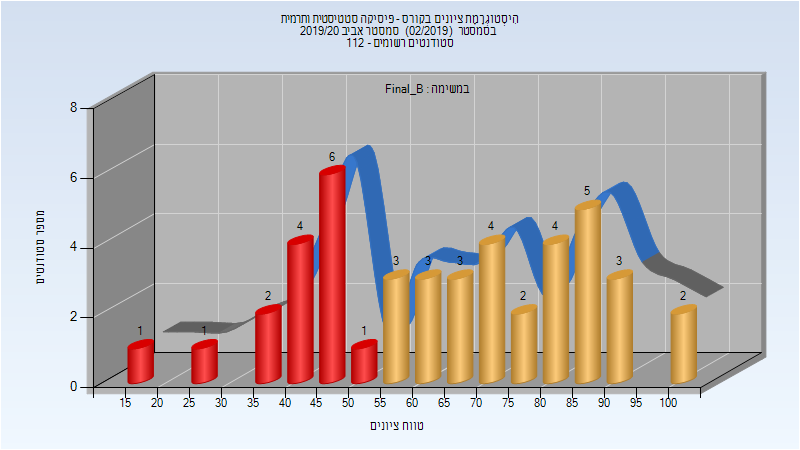 היסטוגרמת ציונים בקורס - פיסיקה סטטיסטית ותרמית
בסמסטר (02/2019) סמסטר אביב 2019/20
סטודנטים רשומים - 112
במשימה : Final_B
מספר סטודנטים
8
6
4
2
0
1
1
2
4
6
1
3
3
3
4
2
4
5
3
2
15 20 25 30 35 40 45 50 55 60 65 70 75 80 85 90 95 100
טווח ציונים